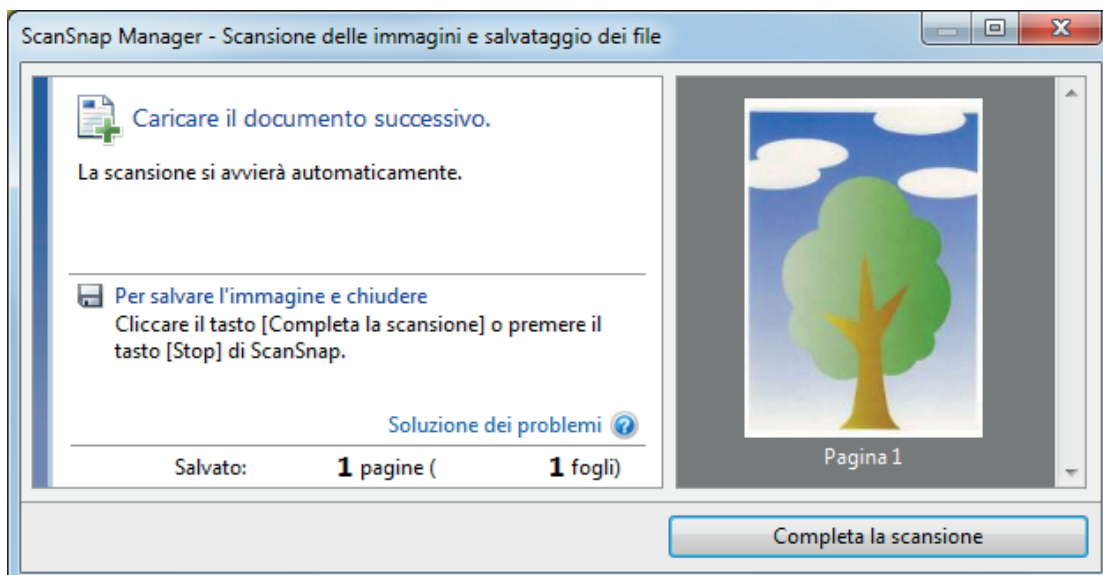 ScanSnap Manager - Scansione delle immagini e salvataggio dei file
Caricare il documento successivo.
La scansione si avvierà automaticamente.
Per salvare l'immagine e chiudere
Cliccare il tasto [Completa la scansione] o premere il
tasto [Stop] di ScanSnap.
Soluzione dei problemi
Salvato: 1 pagine ( 1 fogli)
Pagina 1
Completa la scansione